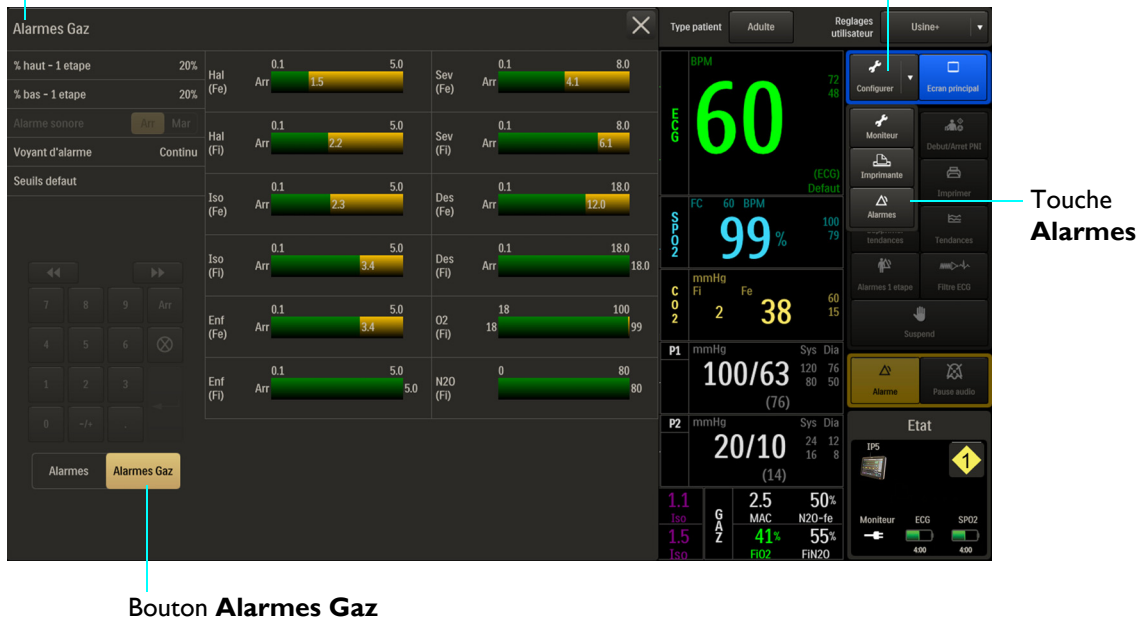 Alarmes Gaz
Type patient Adulte Reglages utilisateur Usine+
% haut - 1 etape 20%
% bas - 1 etape 20%
Alarme sonore Arr Mar
Voyant d'alarme Continu
Seuils defaut
7 8 9 Arr
4 5 6
1 2 3
0 -/+ .
Alarmes Alarmes Gaz
Hal (Fe) Arr 0.1 5.0 1.5
Sev (Fe) Arr 0.1 8.0 4.1
Hal (Fi) Arr 0.1 5.0 2.2
Sev (Fi) Arr 0.1 8.0 6.1
Iso (Fe) Arr 0.1 5.0 2.3
Des (Fe) Arr 0.1 18.0 12.0
Iso (Fi) Arr 0.1 5.0 3.4
Des (Fi) Arr 0.1 18.0 18.0
Enf (Fe) Arr 0.1 5.0 3.4
O2 (Fi) 18 18 100 99
Enf (Fi) Arr 0.1 5.0 5.0
N2O (Fi) 0 80 80
ECG BPM 60 72 48
(ECG)
Defaut
SPO2 FC 60 BPM 99 % 100 79
CO2 mmHg Fi 2 Fe 38 60 15
P1 mmHg Sys Dia
100/63 120 76
80 50
(76)
P2 mmHg Sys Dia
20/10 24 12
16 8
(14)
1.1 Iso GAZ 2.5 MAC 50% N2O-fe
1.5 Iso 41% FiO2 55% FiN2O
Configurer Ecran principal
Moniteur Debut/Arret PNI
Imprimante Imprimer
Alarmes
tendances Tendances
Alarmes 1 etape Filtre ECG
Suspend
Alarme Pause audio
Etat
IP5 1
Moniteur ECG SPO2
4:00 4:00
Touche
Alarmes
Bouton Alarmes Gaz